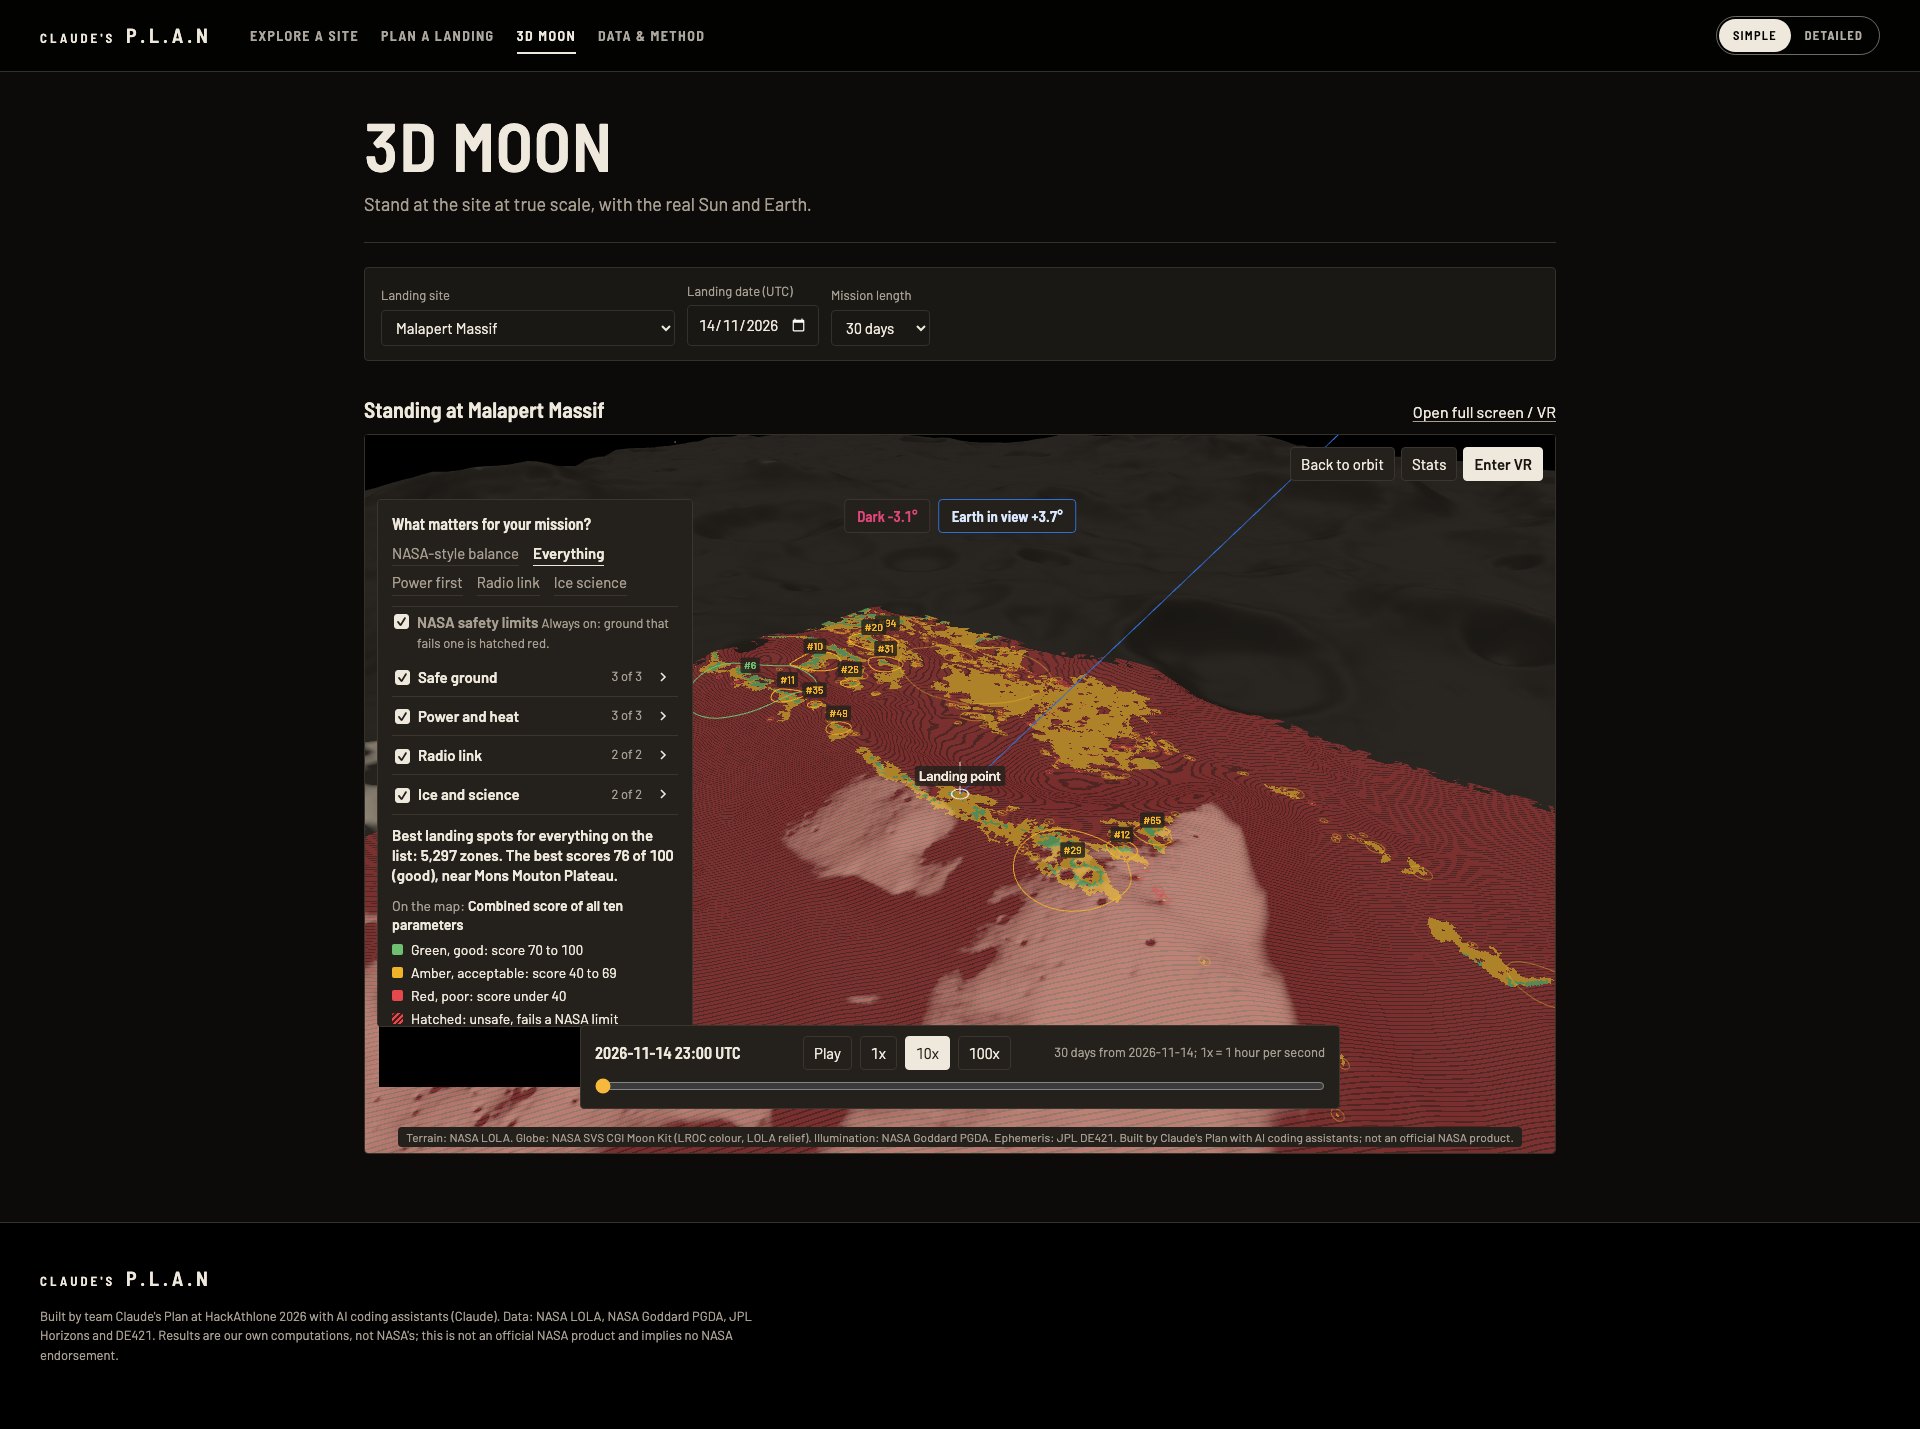 CLAUDE'S P.L.A.N
EXPLORE A SITE
PLAN A LANDING
3D MOON
DATA & METHOD
SIMPLE
DETAILED
3D MOON
Stand at the site at true scale, with the real Sun and Earth.
Landing site
Landing date (UTC)
Mission length
Malapert Massif
14/11/2026
30 days
Standing at Malapert Massif
Open full screen / VR
Back to orbit
Stats
Enter VR
Dark -3.1°
Earth in view +3.7°
What matters for your mission?
NASA-style balance
Everything
Power first
Radio link
Ice science
NASA safety limits Always on: ground that
fails one is hatched red.
Safe ground 3 of 3
Power and heat 3 of 3
Radio link 2 of 2
Ice and science 2 of 2
Best landing spots for everything on the
list: 5,297 zones. The best scores 76 of 100
(good), near Mons Mouton Plateau.
On the map: Combined score of all ten
parameters
Green, good: score 70 to 100
Amber, acceptable: score 40 to 69
Red, poor: score under 40
Hatched: unsafe, fails a NASA limit
#20
#10
#31
#6
#26
#11
#35
#49
Landing point
#65
#12
#29
2026-11-14 23:00 UTC
Play
1x
10x
100x
30 days from 2026-11-14; 1x = 1 hour per second
Terrain: NASA LOLA. Globe: NASA SVS CGI Moon Kit (LROC colour, LOLA relief). Illumination: NASA Goddard PGDA. Ephemeris: JPL DE421. Built by Claude's Plan with AI coding assistants; not an official NASA product.
CLAUDE'S P.L.A.N
Built by team Claude's Plan at HackAthlone 2026 with AI coding assistants (Claude). Data: NASA LOLA, NASA Goddard PGDA, JPL
Horizons and DE421. Results are our own computations, not NASA's; this is not an official NASA product and implies no NASA
endorsement.